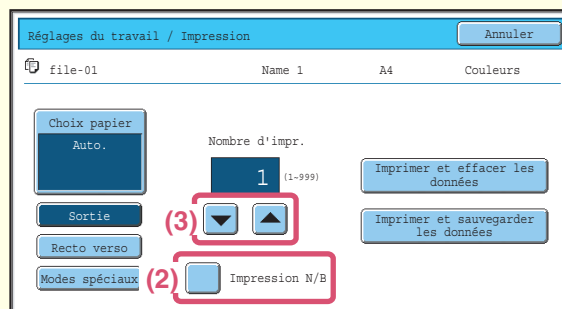 Réglages du travail / Impression
Annuler
file-01 Name 1 A4 Couleurs
Choix papier
Auto.
Nombre d'impr.
1 (1~999)
Imprimer et effacer les
données
Sortie
(3)
Imprimer et sauvegarder
les données
Recto verso
Modes spéciaux
(2)
Impression N/B